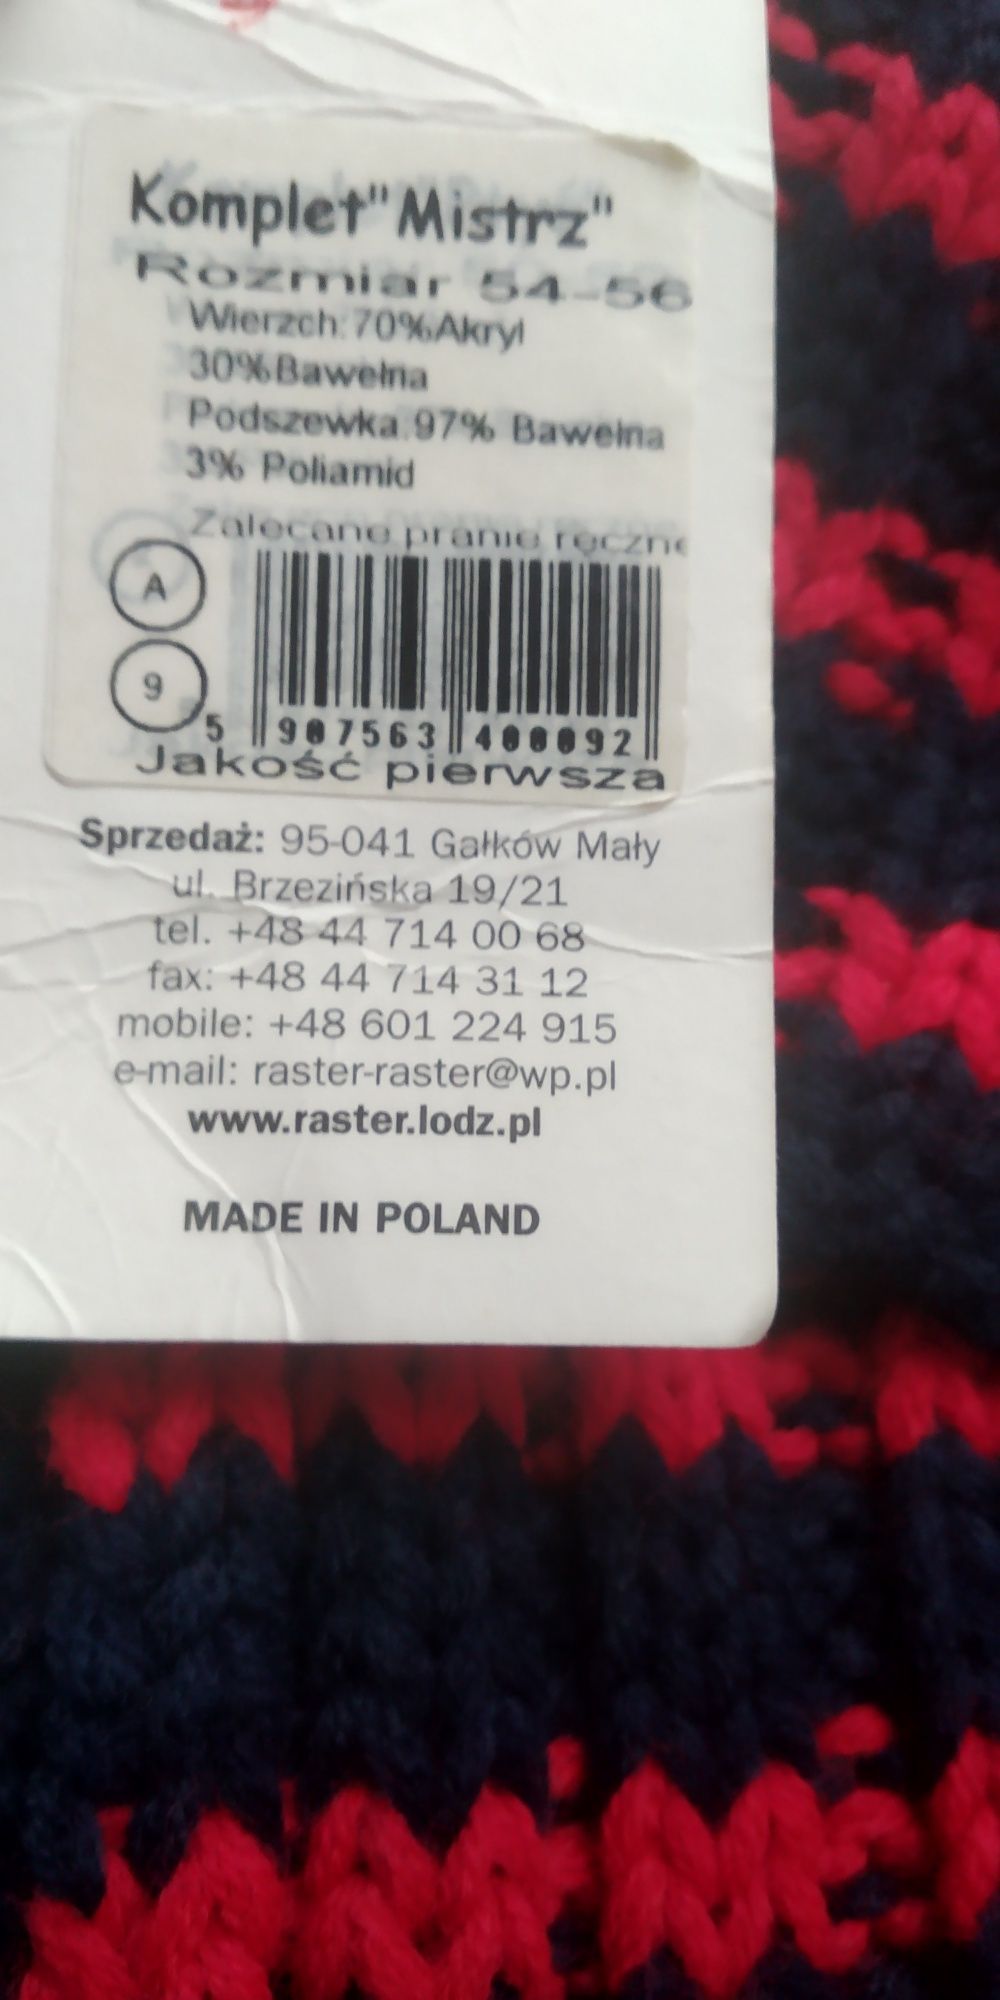 Komplet"Mistrz"
Rozmiar 54-56
Wierzch:70%Akryl
30%Bawełna
Podszewka:97% Bawełna
3% Poliamid
Zalecane pranie ręczne
A
9
5 907563 400092
Jakość pierwsza
Sprzedaż: 95-041 Gałków Mały
ul. Brzezińska 19/21
tel. +48 44 714 00 68
fax: +48 44 714 31 12
mobile: +48 601 224 915
e-mail: raster-raster@wp.pl
www.raster.lodz.pl
MADE IN POLAND